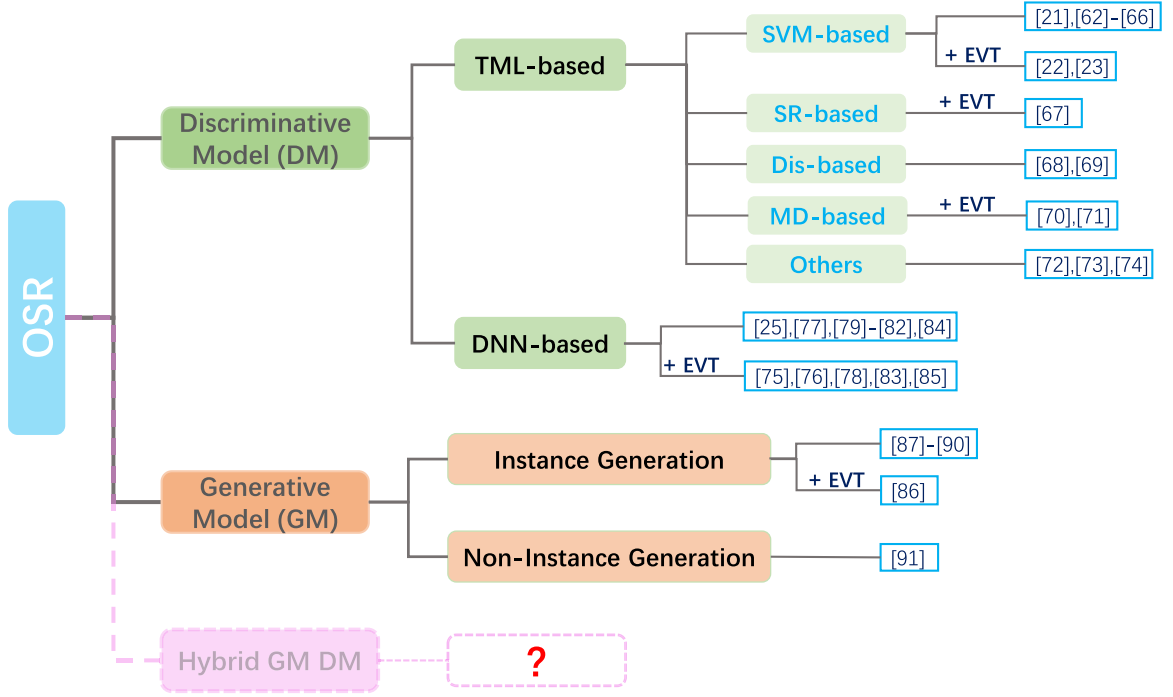 OSR
Discriminative
Model (DM)
TML-based
SVM-based
[21],[62]-[66]
+ EVT
[22],[23]
SR-based
+ EVT
[67]
Dis-based
[68],[69]
MD-based
+ EVT
[70],[71]
Others
[72],[73],[74]
DNN-based
[25],[77],[79]-[82],[84]
+ EVT
[75],[76],[78],[83],[85]
Generative
Model (GM)
Instance Generation
[87]-[90]
+ EVT
[86]
Non-Instance Generation
[91]
Hybrid GM DM
?